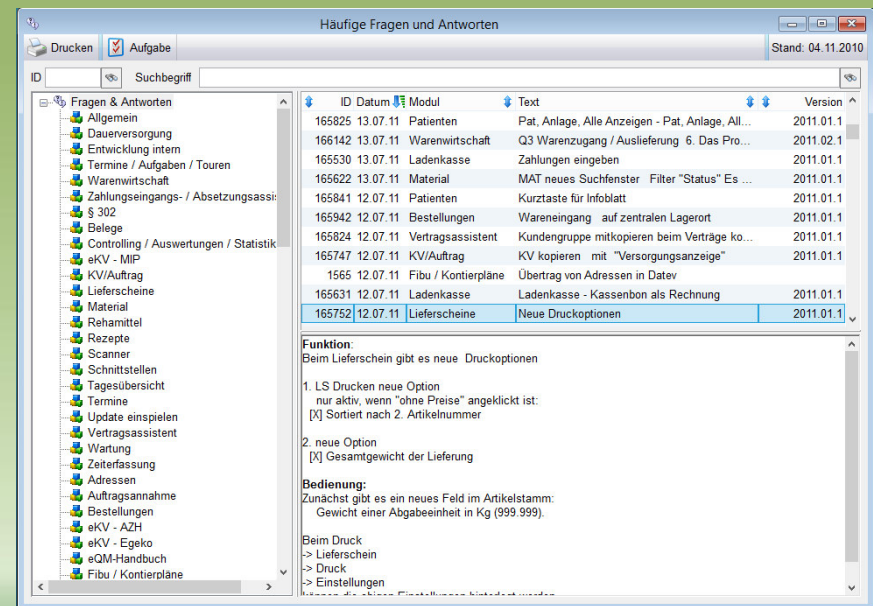 Häufige Fragen und Antworten
Drucken Aufgabe Stand: 04.11.2010
ID Suchbegriff
Fragen & Antworten
Allgemein
Dauerversorgung
Entwicklung intern
Termine / Aufgaben / Touren
Warenwirtschaft
Zahlungseingangs- / Absetzungsassi
§ 302
Belege
Controlling / Auswertungen / Statistik
eKV - MIP
KV/Auftrag
Lieferscheine
Material
Rehamittel
Rezepte
Scanner
Schnittstellen
Tagesübersicht
Termine
Update einspielen
Vertragsassistent
Wartung
Zeiterfassung
Adressen
Auftragsannahme
Bestellungen
eKV - AZH
eKV - Egeko
eQM-Handbuch
Fibu / Kontierpläne
ID Datum Modul Text Version
165825 13.07.11 Patienten Pat, Anlage, Alle Anzeigen - Pat, Anlage, All... 2011.01.1
166142 13.07.11 Warenwirtschaft Q3 Warenzugang / Auslieferung 6. Das Pro... 2011.02.1
165530 13.07.11 Ladenkasse Zahlungen eingeben 2011.01.1
165622 13.07.11 Material MAT neues Suchfenster Filter "Status" Es ... 2011.01.1
165841 12.07.11 Patienten Kurztaste für Infoblatt 2011.01.1
165942 12.07.11 Bestellungen Wareneingang auf zentralen Lagerort 2011.01.1
165824 12.07.11 Vertragsassistent Kundengruppe mitkopieren beim Verträge ko... 2011.01.1
165747 12.07.11 KV/Auftrag KV kopieren mit "Versorgungsanzeige" 2011.01.1
1565 12.07.11 Fibu / Kontierpläne Übertrag von Adressen in Datev
165631 12.07.11 Ladenkasse Ladenkasse - Kassenbon als Rechnung 2011.01.1
165752 12.07.11 Lieferscheine Neue Druckoptionen 2011.01.1
Funktion:
Beim Lieferschein gibt es neue Druckoptionen
1. LS Drucken neue Option
nur aktiv, wenn "ohne Preise" angeklickt ist:
[X] Sortiert nach 2. Artikelnummer
2. neue Option
[X] Gesamtgewicht der Lieferung
Bedienung:
Zunächst gibt es ein neues Feld im Artikelstamm:
Gewicht einer Abgabeeinheit in Kg (999.999).
Beim Druck
-> Lieferschein
-> Druck
-> Einstellungen
können die obigen Einstellungen hinterlegt werden